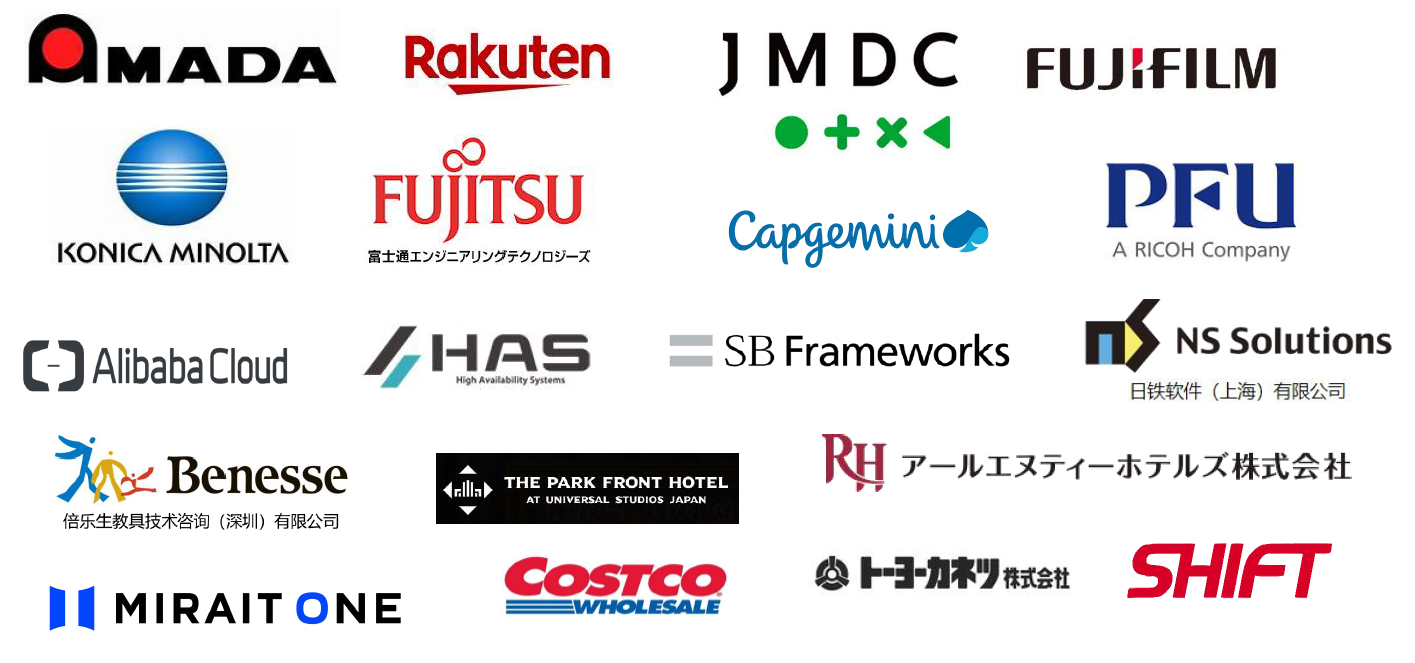 AMADA
Rakuten
JMDC
FUJIFILM
KONICA MINOLTA
FUJITSU
富士通エンジニアリングテクノロジーズ
Capgemini
PFU
A RICOH Company
Alibaba Cloud
HAS
High Availability Systems
SB Frameworks
NS Solutions
日铁软件（上海）有限公司
Benesse
倍乐生教具技术咨询（深圳）有限公司
THE PARK FRONT HOTEL
AT UNIVERSAL STUDIOS JAPAN
RH アールエヌティーホテルズ株式会社
MIRAIT ONE
COSTCO
WHOLESALE
トーヨーカネツ株式会社
SHIFT